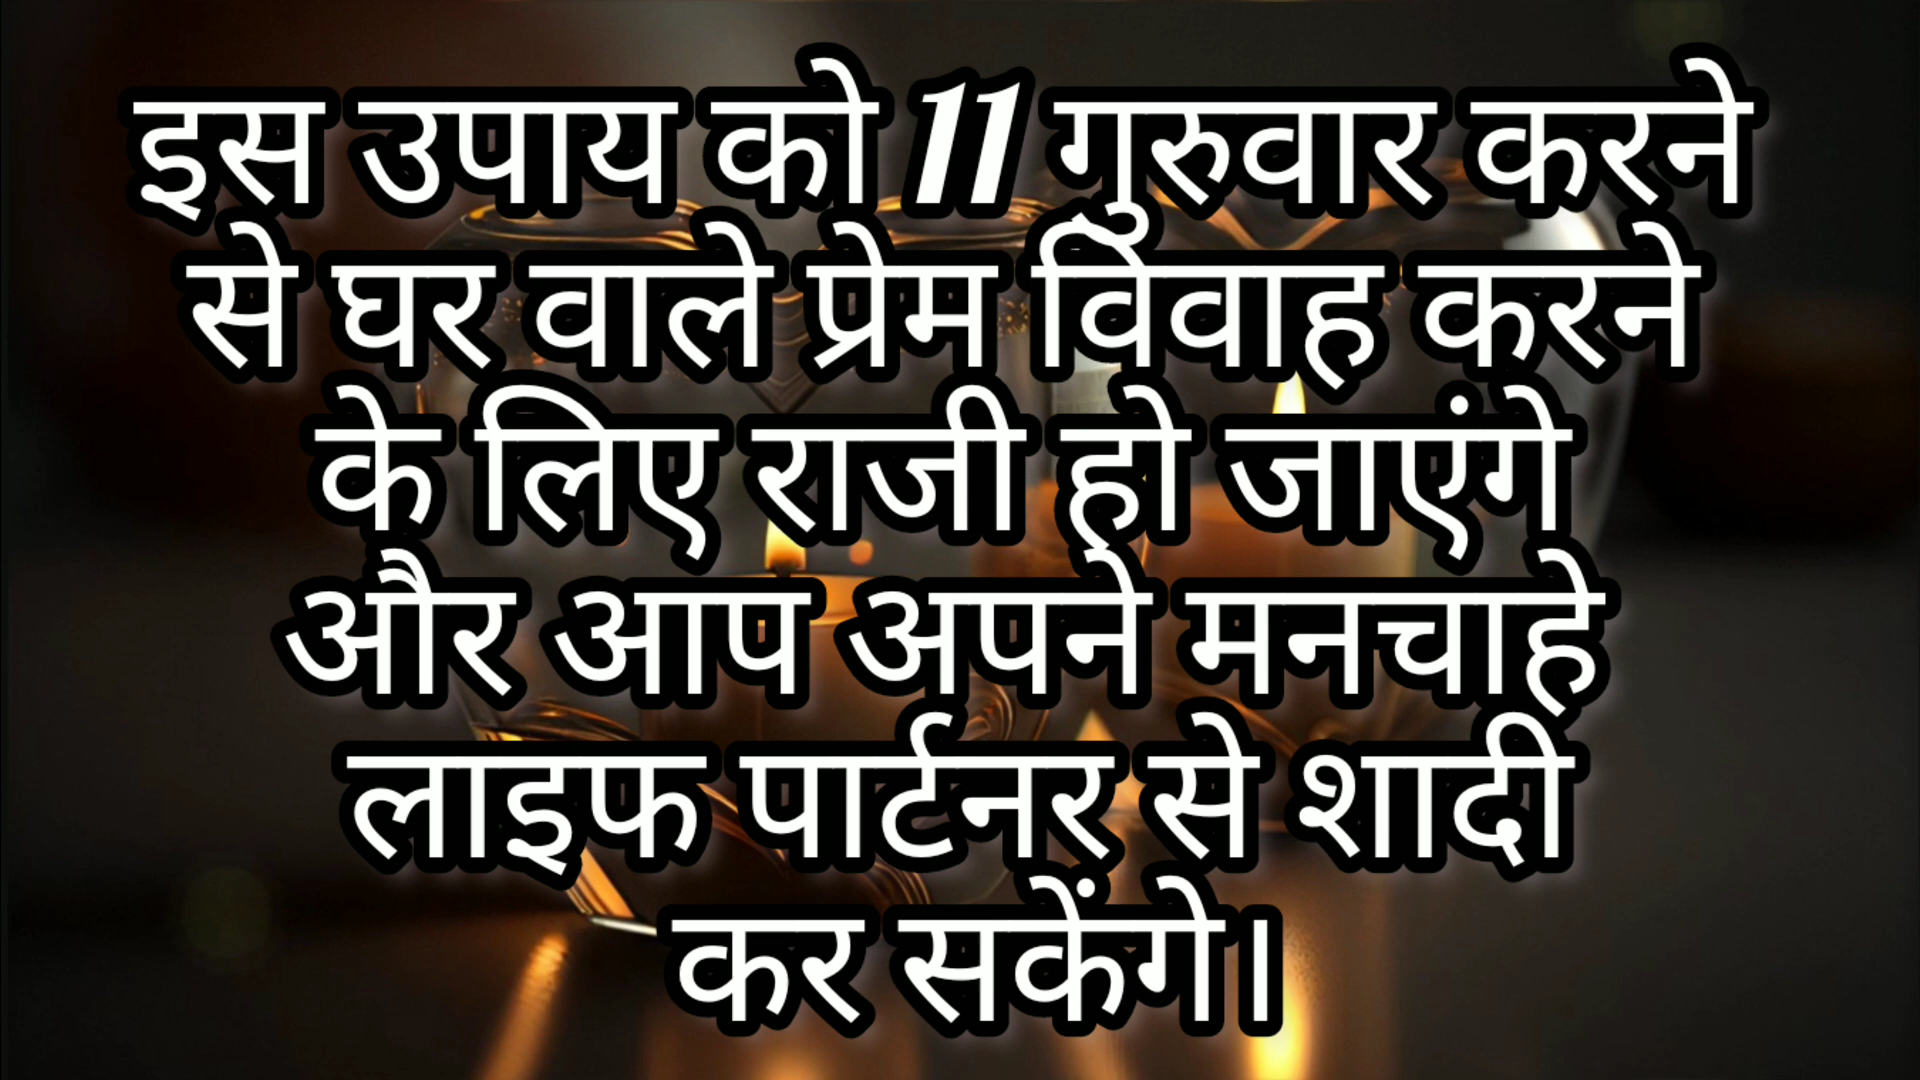 इस उपाय को 11 गुरुवार करने
से घर वाले प्रेम विवाह करने
के लिए राजी हो जाएंगे
और आप अपने मनचाहे
लाइफ पार्टनर से शादी
कर सकेंगे।